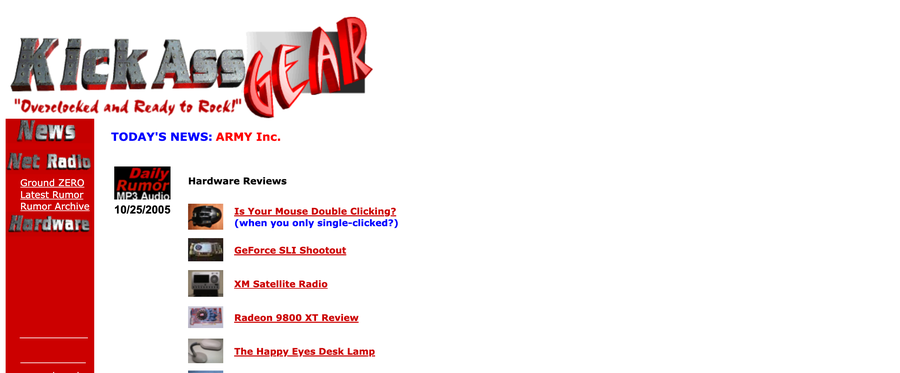 KickAss GEAR
"Overclocked and Ready to Rock!"
News
TODAY'S NEWS: ARMY Inc.
Net Radio
Ground ZERO
Latest Rumor
Rumor Archive
Hardware
Daily
Rumor
MP3 Audio
10/25/2005
Hardware Reviews
Is Your Mouse Double Clicking?
(when you only single-clicked?)
GeForce SLI Shootout
XM Satellite Radio
Radeon 9800 XT Review
The Happy Eyes Desk Lamp